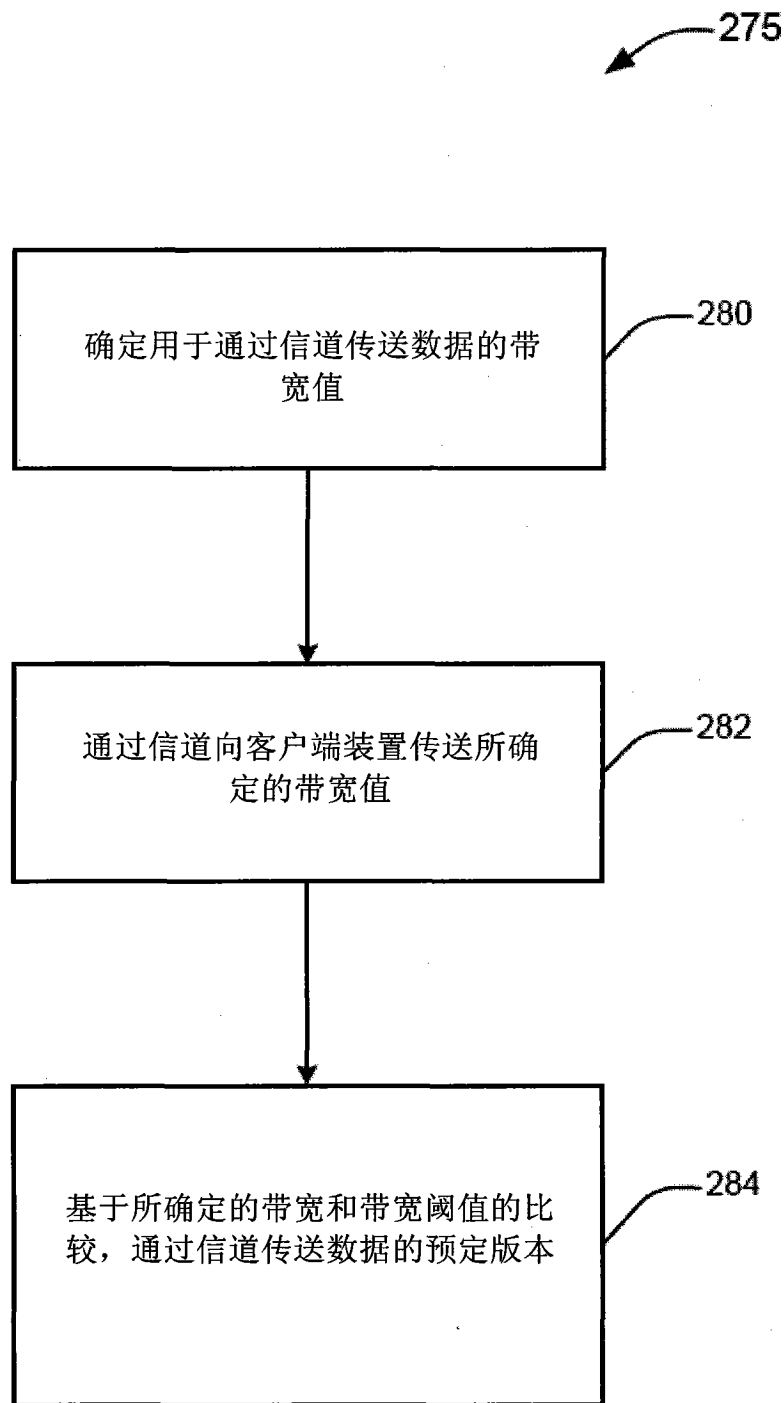 275
确定用于通过信道传送数据的带
宽值
280
通过信道向客户端装置传送所确
定的带宽值
282
基于所确定的带宽和带宽阈值的比
较，通过信道传送数据的预定版本
284